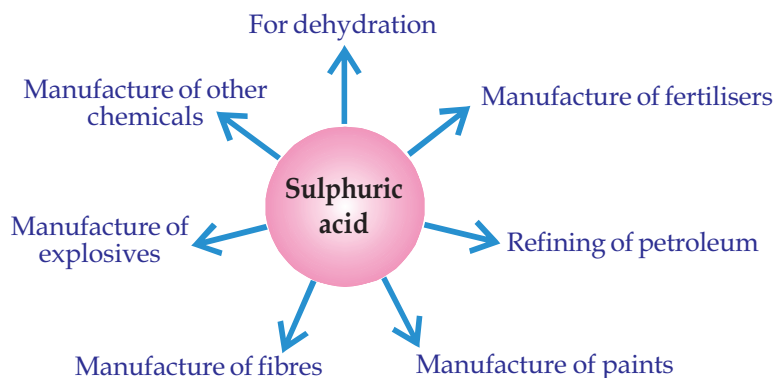 For dehydration
Manufacture of other
chemicals
Manufacture of fertilisers
Sulphuric
acid
Manufacture of
explosives
Refining of petroleum
Manufacture of fibres
Manufacture of paints